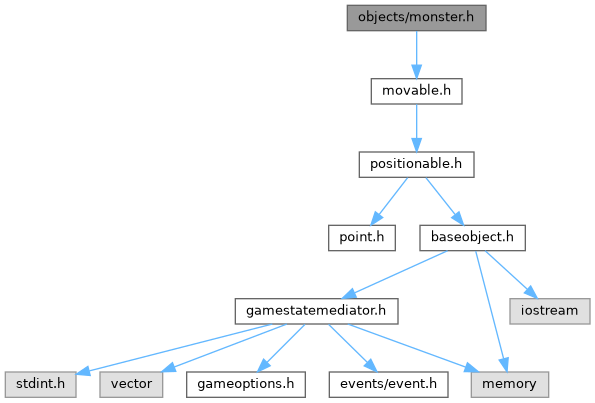 objects/monster.h
movable.h
positionable.h
point.h
baseobject.h
gamestatemediator.h
iostream
stdint.h
vector
gameoptions.h
events/event.h
memory